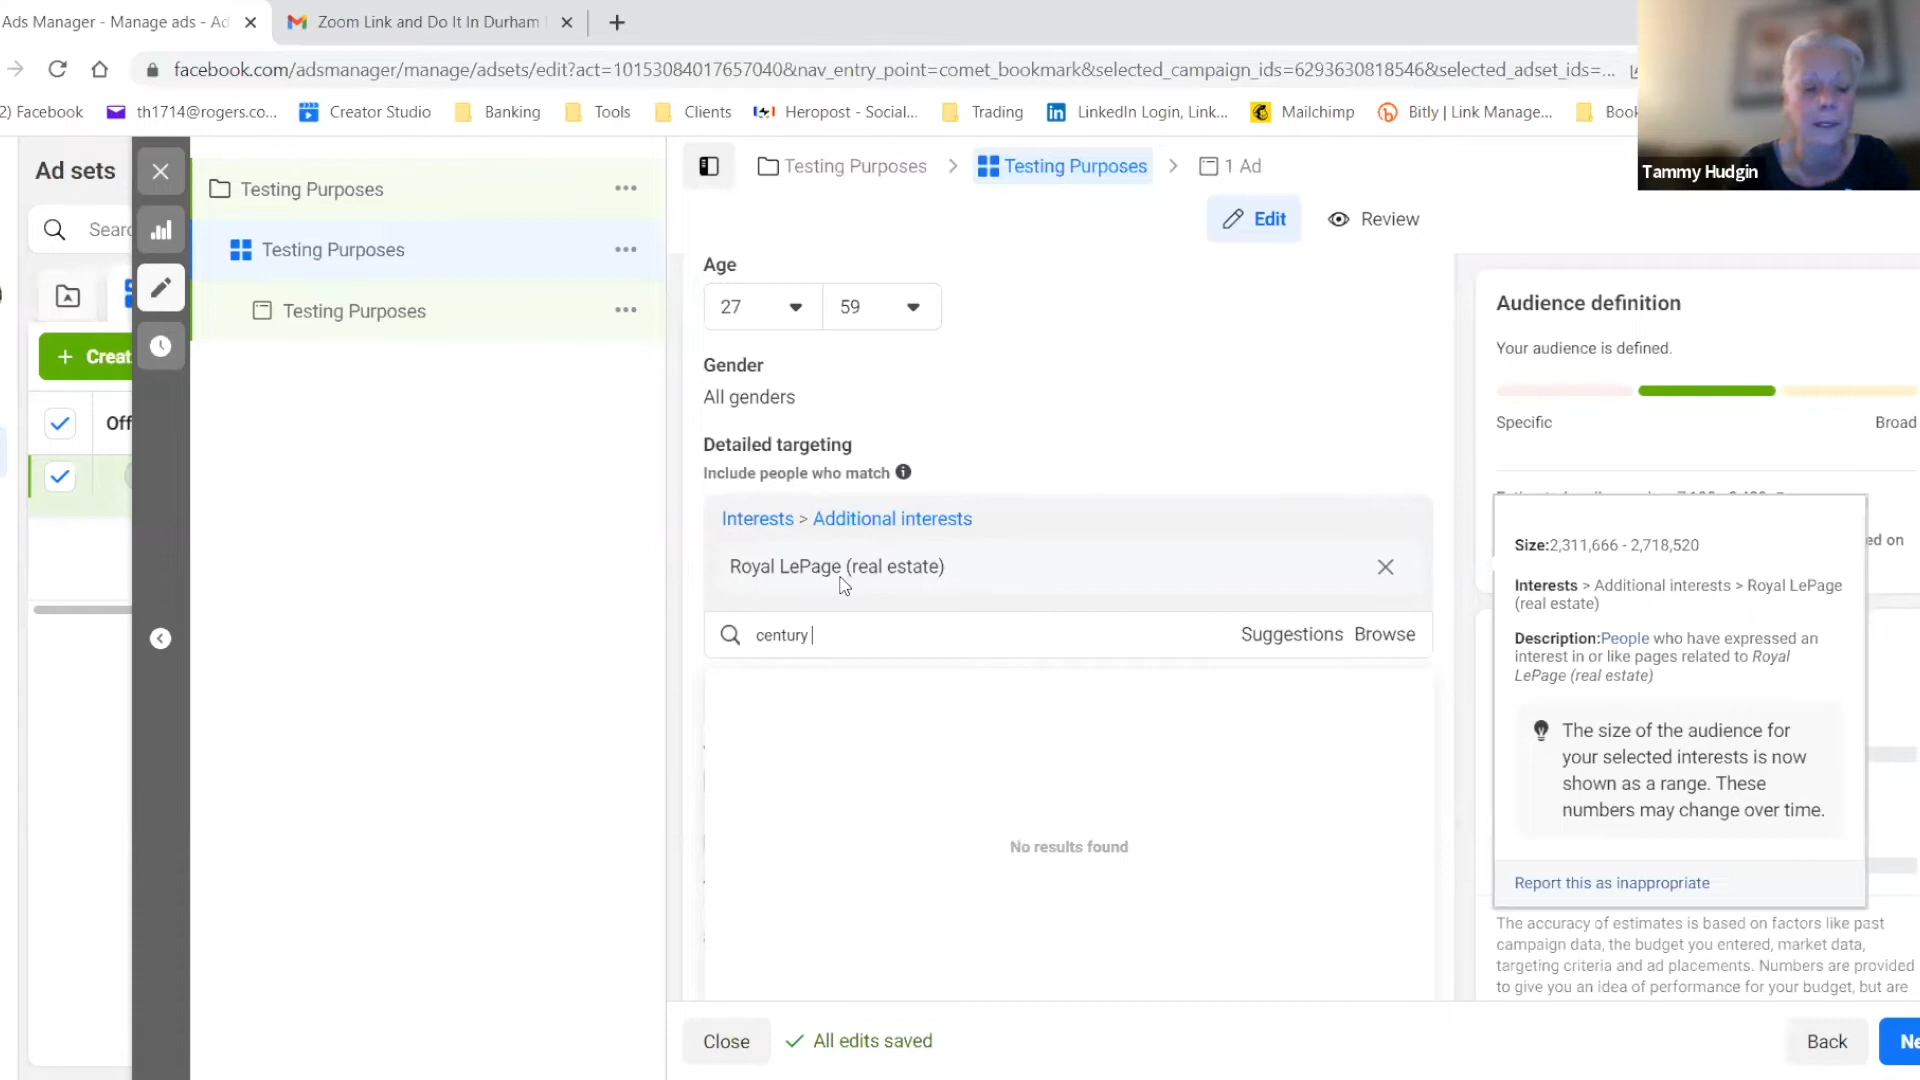 Ads Manager - Manage ads - Ad
Zoom Link and Do It In Durham
facebook.com/adsmanager/manage/adsets/edit?act=10153084017657040&nav_entry_point=comet_bookmark&selected_campaign_ids=6293630818546&selected_adset_ids=...
2) Facebook
th1714@rogers.co...
Creator Studio
Banking
Tools
Clients
Heropost - Social...
Trading
LinkedIn Login, Link...
Mailchimp
Bitly | Link Manage...
Book
Tammy Hudgin
Ad sets
Searc
Creat
Off
Testing Purposes
Testing Purposes
Testing Purposes
Testing Purposes > Testing Purposes > 1 Ad
Edit
Review
Age
27
59
Gender
All genders
Detailed targeting
Include people who match
Interests > Additional interests
Royal LePage (real estate)
century
Suggestions
Browse
No results found
Close
All edits saved
Back
Ne
Audience definition
Your audience is defined.
Specific
Broad
ed on
Size:2,311,666 - 2,718,520
Interests > Additional interests > Royal LePage
(real estate)
Description:People who have expressed an
interest in or like pages related to Royal
LePage (real estate)
The size of the audience for
your selected interests is now
shown as a range. These
numbers may change over time.
Report this as inappropriate
The accuracy of estimates is based on factors like past
campaign data, the budget you entered, market data,
targeting criteria and ad placements. Numbers are provided
to give you an idea of performance for your budget, but are